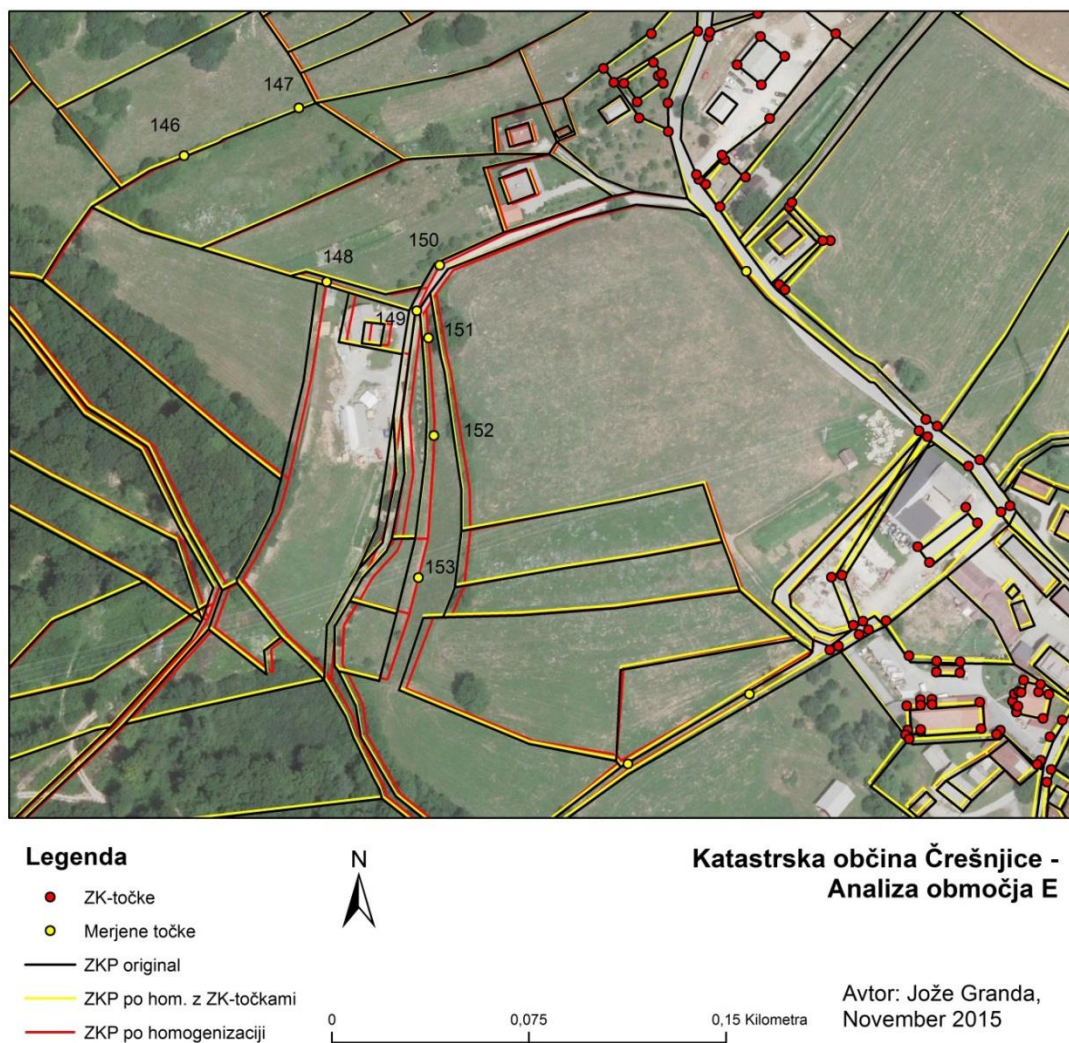 147
146
150
148
149
151
152
153
Legenda
ZK-točke
Merjene točke
ZKP original
ZKP po hom. z ZK-točkami
ZKP po homogenizaciji
N
0
0,075
0,15 Kilometra
Katastrska občina Črešnjice -
Analiza območja E
Avtor: Jože Granda,
November 2015